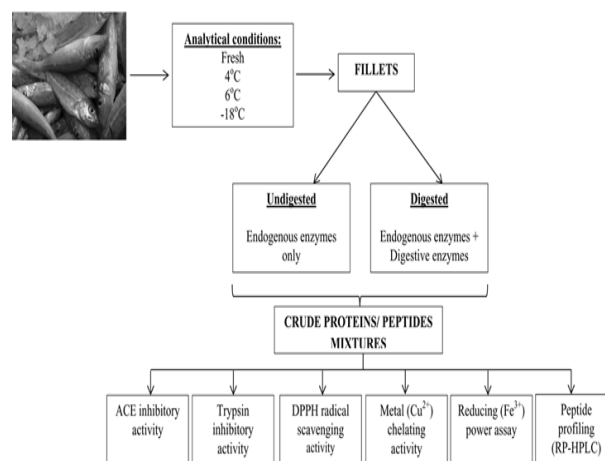 Analytical conditions:
Fresh
4°C
6°C
-18°C
FILLETS
Undigested
Endogenous enzymes
only
Digested
Endogenous enzymes +
Digestive enzymes
CRUDE PROTEINS/ PEPTIDES
MIXTURES
ACE inhibitory
activity
Trypsin
inhibitory
activity
DPPH radical
scavenging
activity
Metal (Cu²⁺)
chelating
activity
Reducing (Fe³⁺)
power assay
Peptide
profiling
(RP-HPLC)